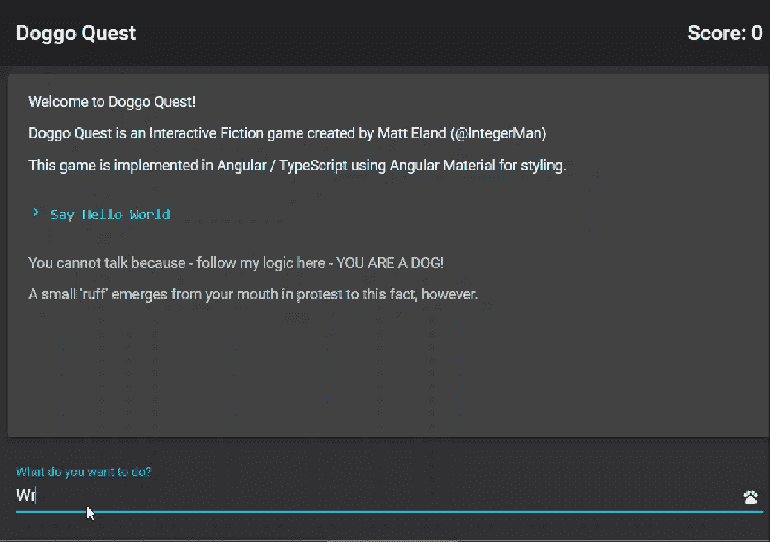 Doggo Quest
Score: 0
Welcome to Doggo Quest!
Doggo Quest is an Interactive Fiction game created by Matt Eland (@IntegerMan)
This game is implemented in Angular / TypeScript using Angular Material for styling.
> Say Hello World
You cannot talk because - follow my logic here - YOU ARE A DOG!
A small 'ruff' emerges from your mouth in protest to this fact, however.
What do you want to do?
Wr